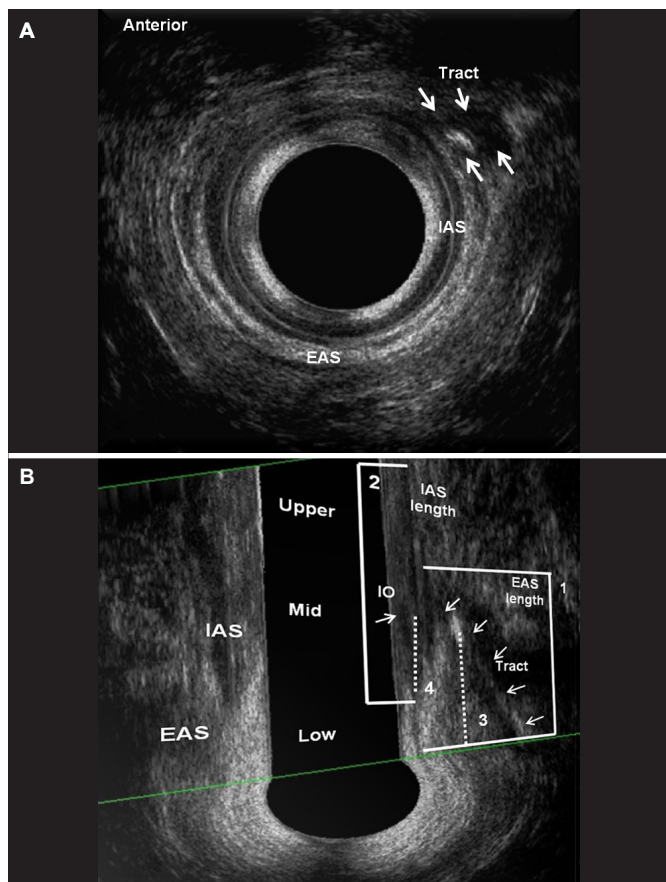 A
Anterior
Tract
IAS
EAS
B
Upper
2
IAS
length
EAS
length
1
IO
Mid
IAS
Tract
4
3
EAS
Low